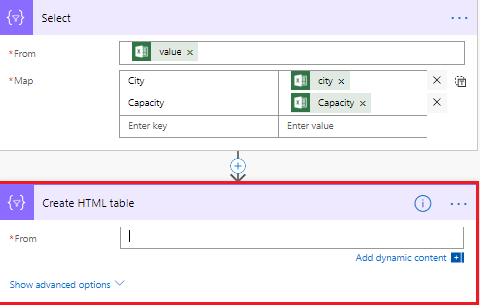 Select
*From
value
*Map
City
city
Capacity
Capacity
Enter key
Enter value
Create HTML table
*From
Add dynamic content
Show advanced options